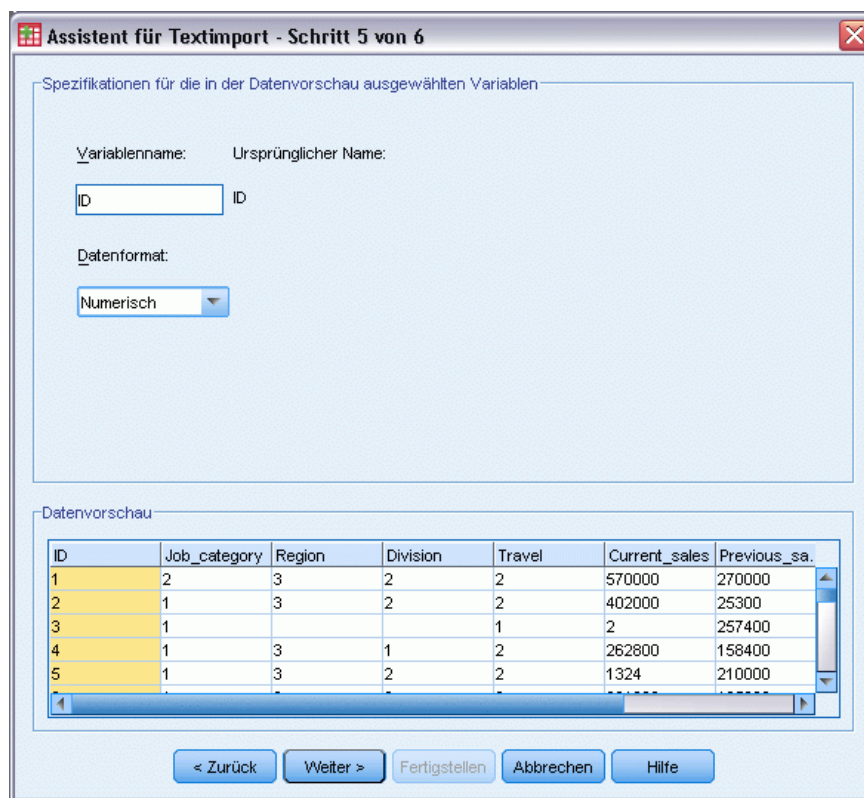 Assistent für Textimport - Schritt 5 von 6
Spezifikationen für die in der Datenvorschau ausgewählten Variablen
Variablenname: Ursprünglicher Name:
ID ID
Datenformat:
Numerisch
Datenvorschau
ID Job_category Region Division Travel Current_sales Previous_sa.
1 2 3 2 2 570000 270000
2 1 3 2 2 402000 25300
3 1 1 2 257400
4 1 3 1 2 262800 158400
5 1 3 2 2 1324 210000
< Zurück Weiter > Fertigstellen Abbrechen Hilfe